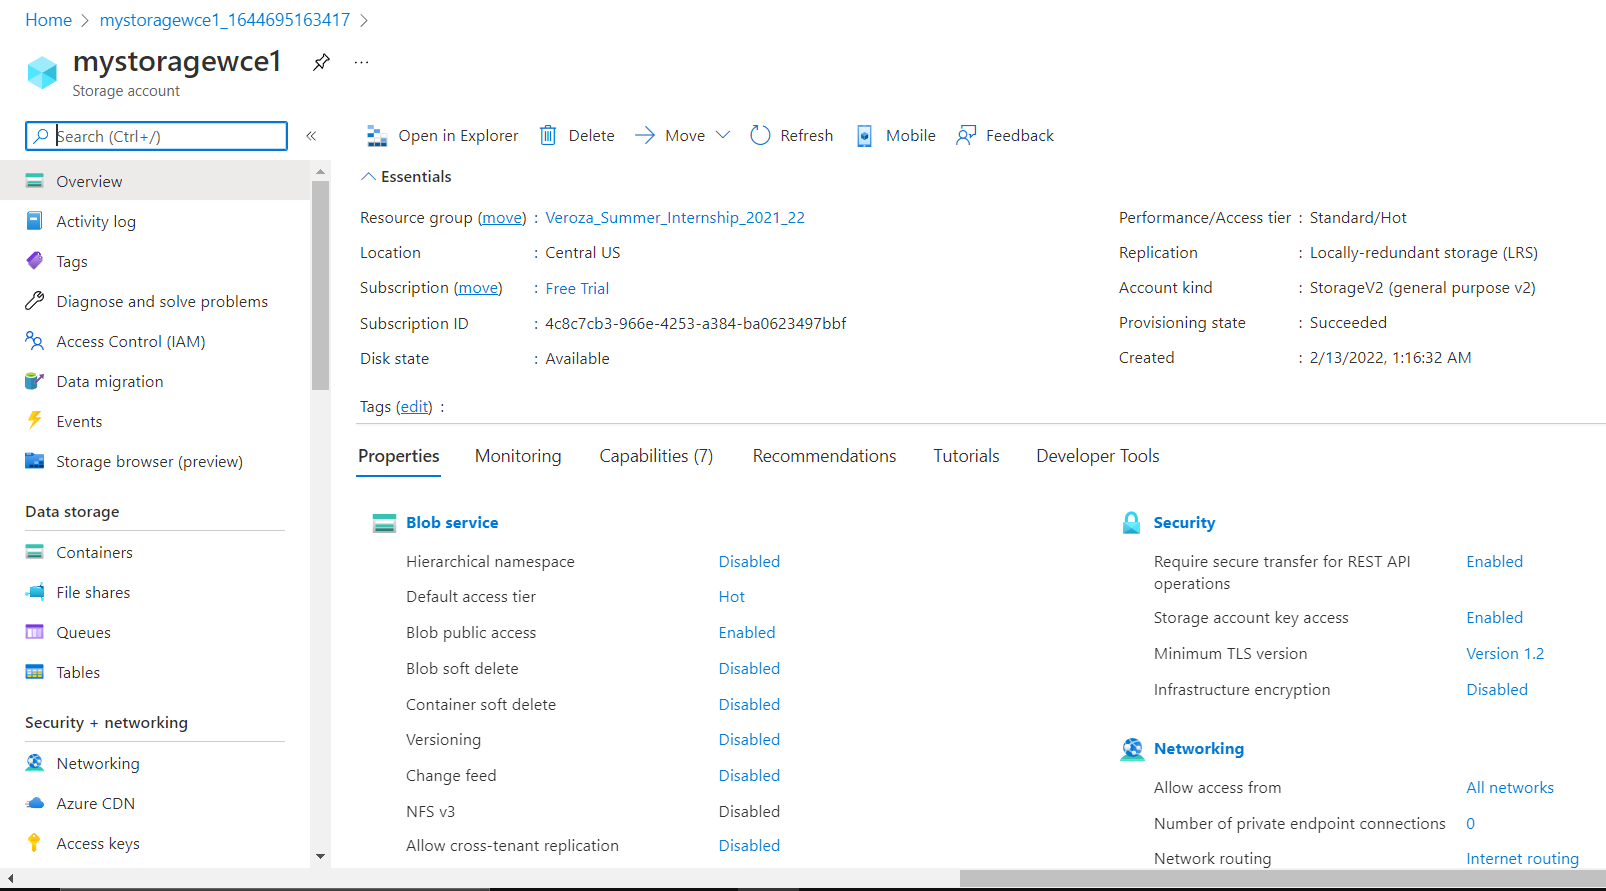 Home > mystoragewce1_1644695163417 >
mystoragewce1
...
Storage account
Search (Ctrl+/)
«
Overview
Activity log
Tags
Diagnose and solve problems
Access Control (IAM)
Data migration
Events
Storage browser (preview)
Data storage
Containers
File shares
Queues
Tables
Security + networking
Networking
Azure CDN
Access keys
Open in Explorer Delete Move Refresh Mobile Feedback
Essentials
Resource group (move) : Veroza_Summer_Internship_2021_22
Location : Central US
Subscription (move) : Free Trial
Subscription ID : 4c8c7cb3-966e-4253-a384-ba0623497bbf
Disk state : Available
Performance/Access tier : Standard/Hot
Replication : Locally-redundant storage (LRS)
Account kind : StorageV2 (general purpose v2)
Provisioning state : Succeeded
Created : 2/13/2022, 1:16:32 AM
Tags (edit) :
Properties Monitoring Capabilities (7) Recommendations Tutorials Developer Tools
Blob service
Hierarchical namespace Disabled
Default access tier Hot
Blob public access Enabled
Blob soft delete Disabled
Container soft delete Disabled
Versioning Disabled
Change feed Disabled
NFS v3 Disabled
Allow cross-tenant replication Disabled
Security
Require secure transfer for REST API Enabled
operations
Storage account key access Enabled
Minimum TLS version Version 1.2
Infrastructure encryption Disabled
Networking
Allow access from All networks
Number of private endpoint connections 0
Network routing Internet routing